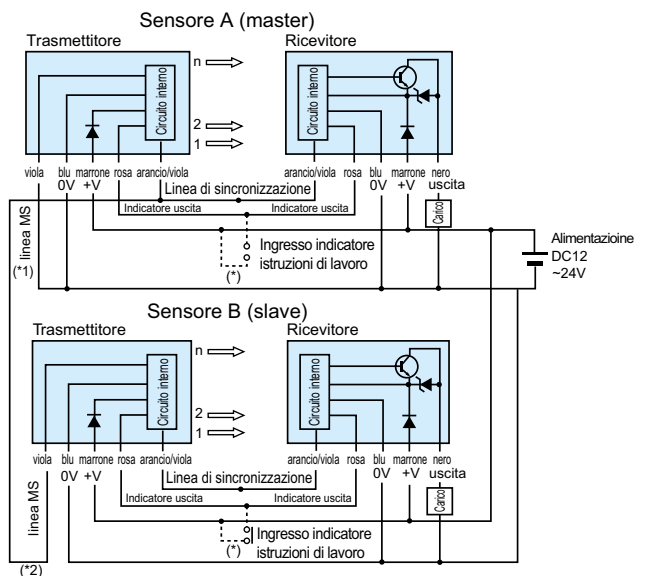 Sensore A (master)
Trasmettitore
Ricevitore
n
2
1
Circuito interno
Circuito interno
viola blu marrone rosa arancio/viola
0V +V
arancio/viola rosa blu marrone nero
0V +V uscita
Linea di sincronizzazione
Indicatore uscita
Indicatore uscita
Carico
linea MS
(*1)
(*)
Ingresso indicatore
istruzioni di lavoro
Alimentazioine
DC12
~24V
Sensore B (slave)
Trasmettitore
Ricevitore
n
2
1
Circuito interno
Circuito interno
viola blu marrone rosa arancio/viola
0V +V
arancio/viola rosa blu marrone nero
0V +V uscita
Linea di sincronizzazione
Indicatore uscita
Indicatore uscita
Carico
linea MS
(*2)
(*)
Ingresso indicatore
istruzioni di lavoro